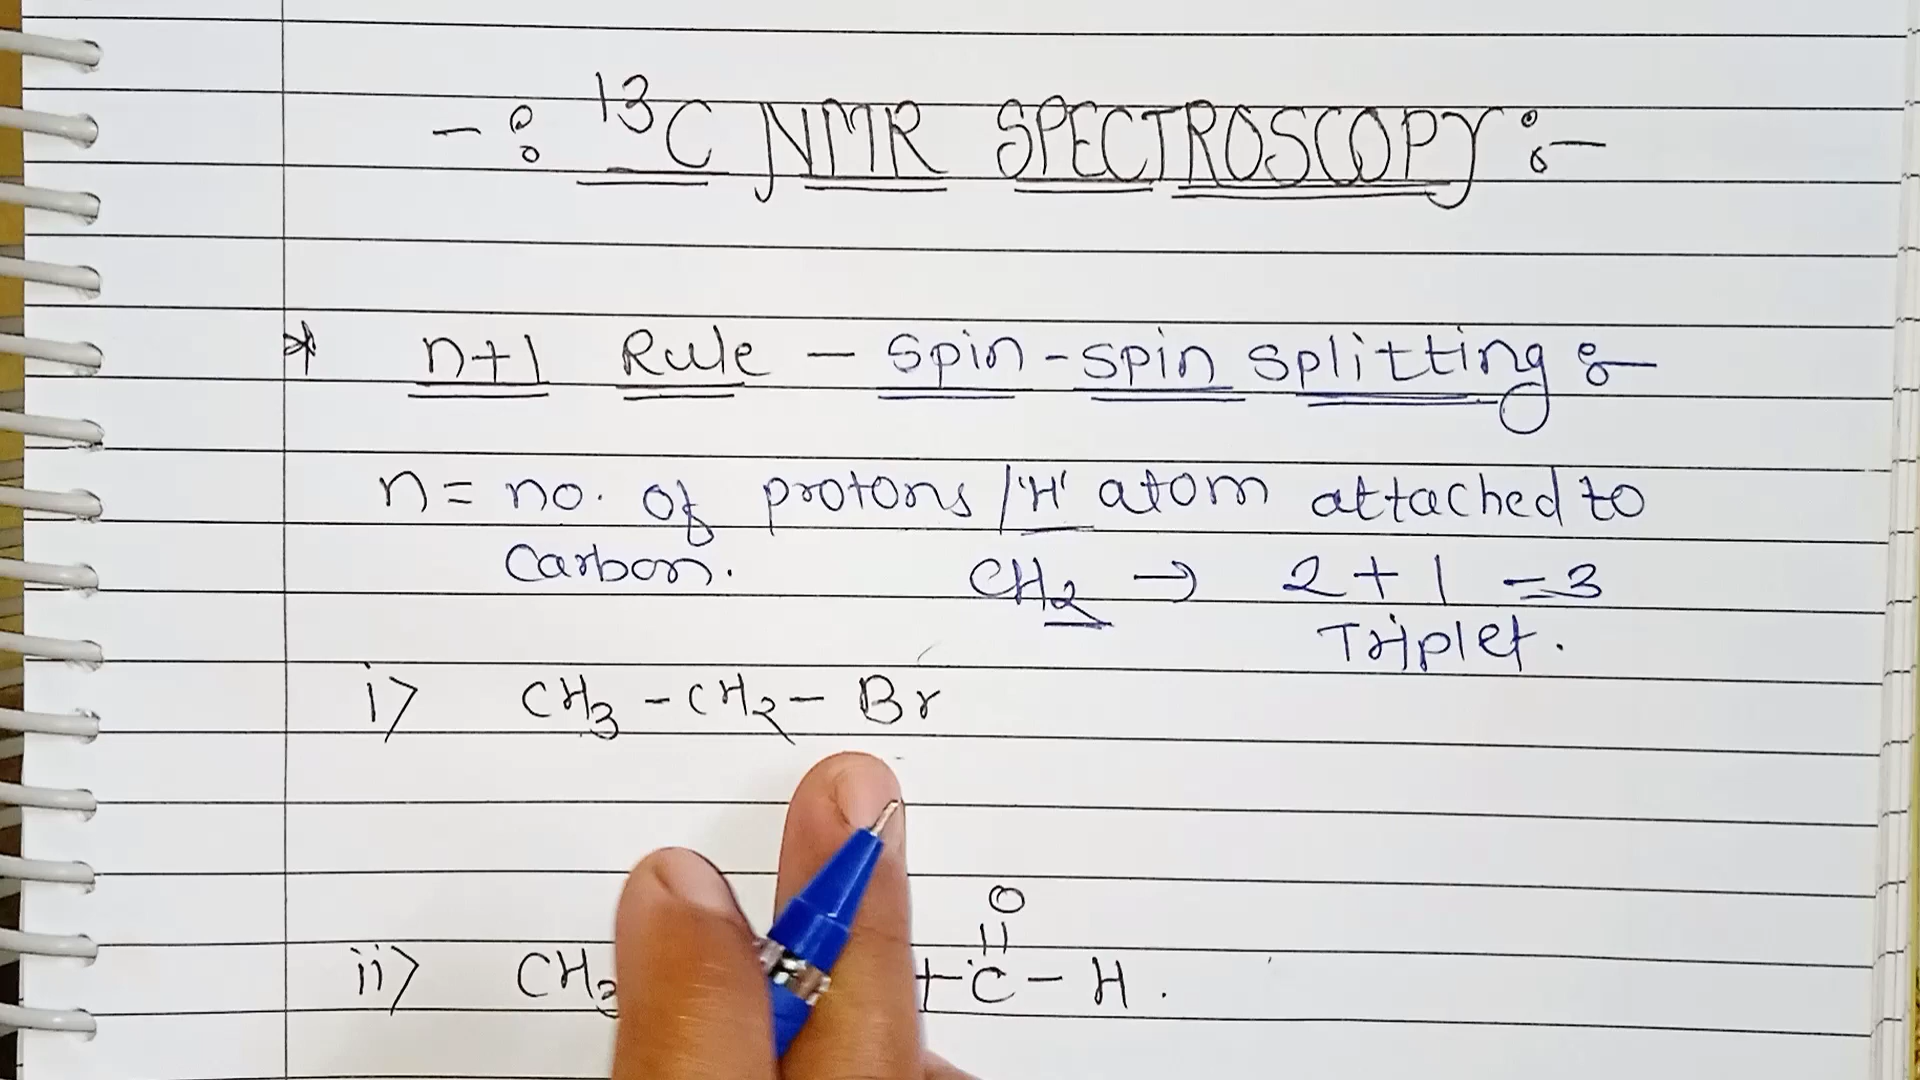 -: ¹³C NMR SPECTROSCOPY :-
* n+1 Rule - Spin-spin splitting :-
n = no. of protons /'H' atom attached to
Carbon. CH₂ → 2 + 1 = 3
Triplet.
i> CH₃ - CH₂ - Br
O
||
ii> CH₃ C - H .